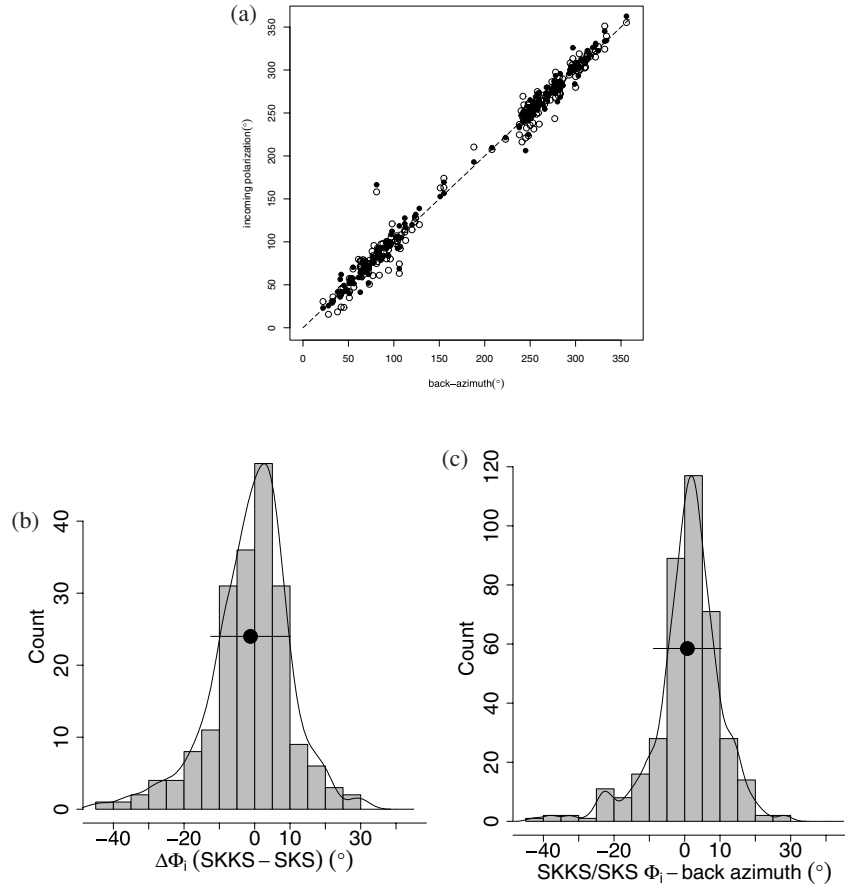 (a)
350
300
250
200
150
100
50
0
incoming polarization(°)
0 50 100 150 200 250 300 350
back−azimuth(°)
(b)
40
30
20
10
0
Count
−40 −20 0 10 30
ΔΦi (SKKS − SKS) (°)
(c)
120
100
80
60
40
20
0
Count
−40 −20 0 10 30
SKKS/SKS Φi − back azimuth (°)